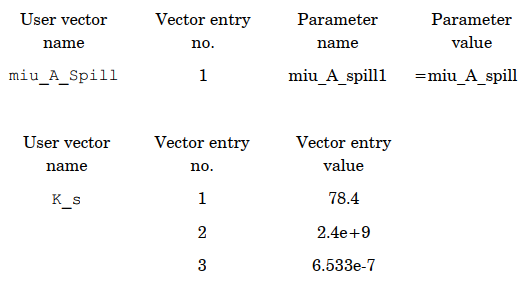 User vector Vector entry Parameter Parameter
name no. name value
miu_A_Spill 1 miu_A_spill1 =miu_A_spill
User vector Vector entry Vector entry
name no. value
K_s 1 78.4
2 2.4e+9
3 6.533e-7